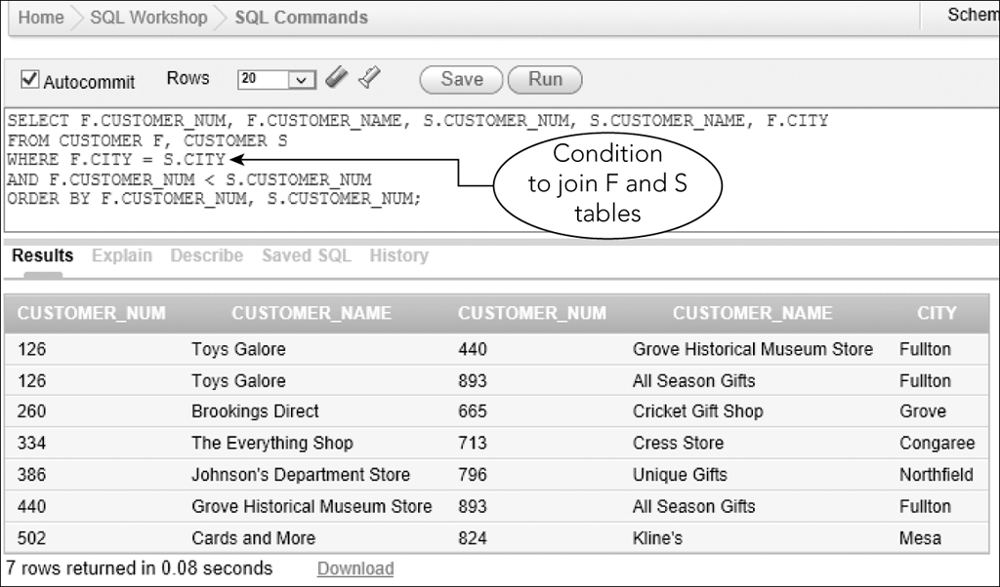 Home SQL Workshop SQL Commands Schem
Autocommit Rows 20 Save Run
SELECT F.CUSTOMER_NUM, F.CUSTOMER_NAME, S.CUSTOMER_NUM, S.CUSTOMER_NAME, F.CITY
FROM CUSTOMER F, CUSTOMER S
WHERE F.CITY = S.CITY
AND F.CUSTOMER_NUM < S.CUSTOMER_NUM
ORDER BY F.CUSTOMER_NUM, S.CUSTOMER_NUM;
Condition
to join F and S
tables
Results Explain Describe Saved SQL History
CUSTOMER_NUM CUSTOMER_NAME CUSTOMER_NUM CUSTOMER_NAME CITY
126 Toys Galore 440 Grove Historical Museum Store Fullton
126 Toys Galore 893 All Season Gifts Fullton
260 Brookings Direct 665 Cricket Gift Shop Grove
334 The Everything Shop 713 Cress Store Congaree
386 Johnson's Department Store 796 Unique Gifts Northfield
440 Grove Historical Museum Store 893 All Season Gifts Fullton
502 Cards and More 824 Kline's Mesa
7 rows returned in 0.08 seconds Download